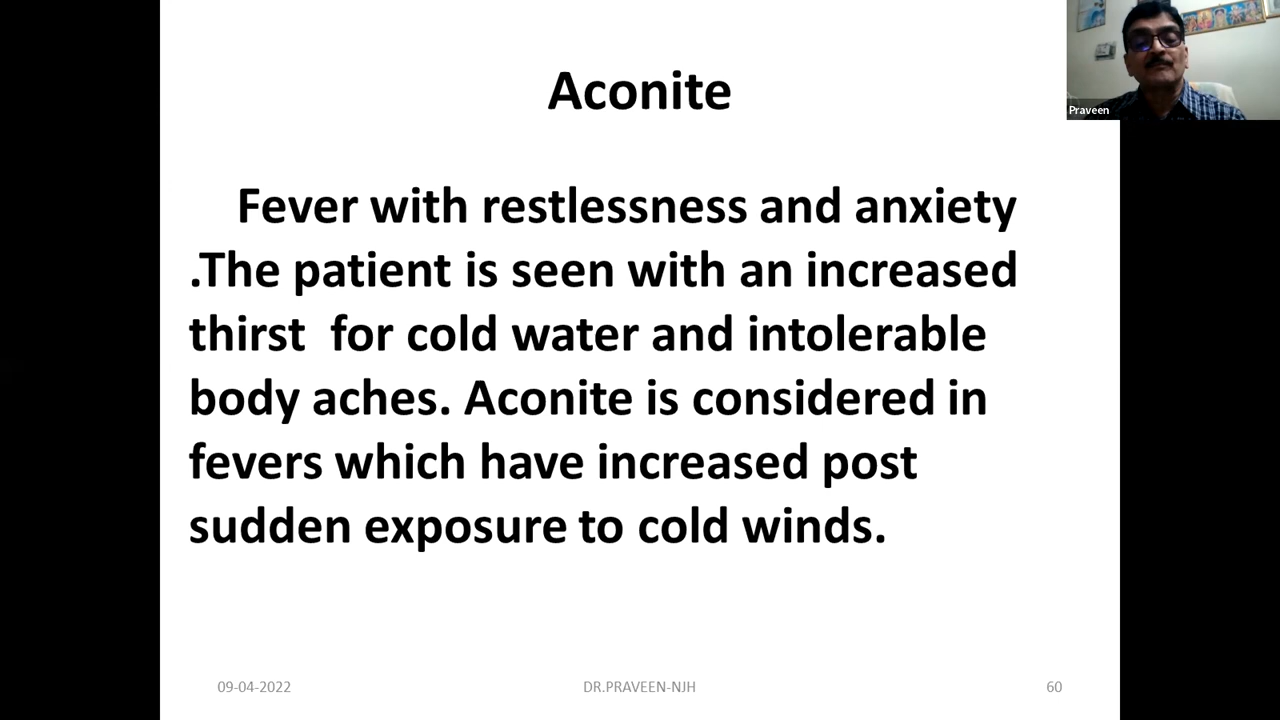 Aconite
Praveen
Fever with restlessness and anxiety
.The patient is seen with an increased
thirst  for cold water and intolerable
body aches. Aconite is considered in
fevers which have increased post
sudden exposure to cold winds.
09-04-2022
DR.PRAVEEN-NJH
60